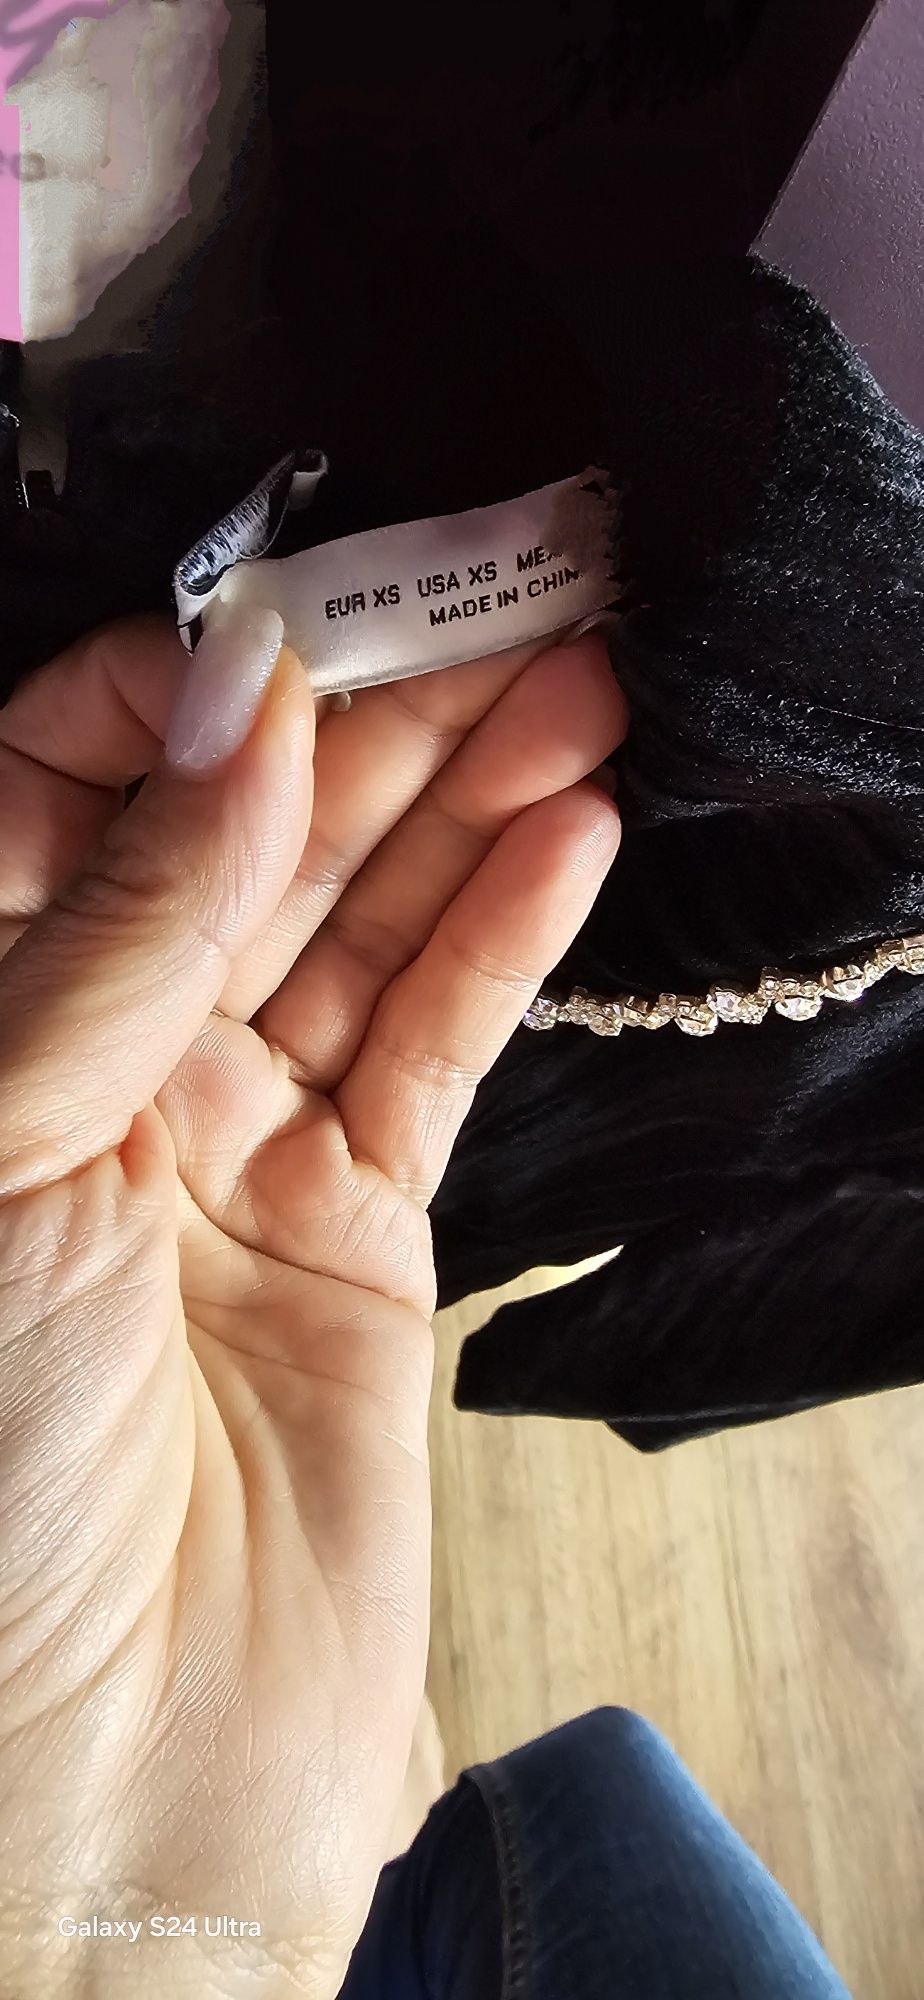 EUR XS USA XS
MADE IN
Galaxy S24 Ultra